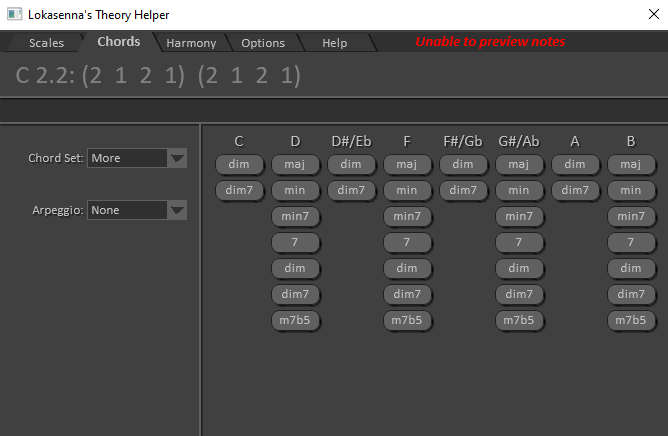 Lokasenna's Theory Helper
Scales Chords Harmony Options Help Unable to preview notes
C 2.2: (2 1 2 1) (2 1 2 1)
Chord Set: More
Arpeggio: None
C D D#/Eb F F#/Gb G#/Ab A B
dim maj dim maj dim maj dim maj
dim7 min dim7 min dim7 min dim7 min
min7 min7 min7 min7
7 7 7 7
dim dim dim dim
dim7 dim7 dim7 dim7
m7b5 m7b5 m7b5 m7b5